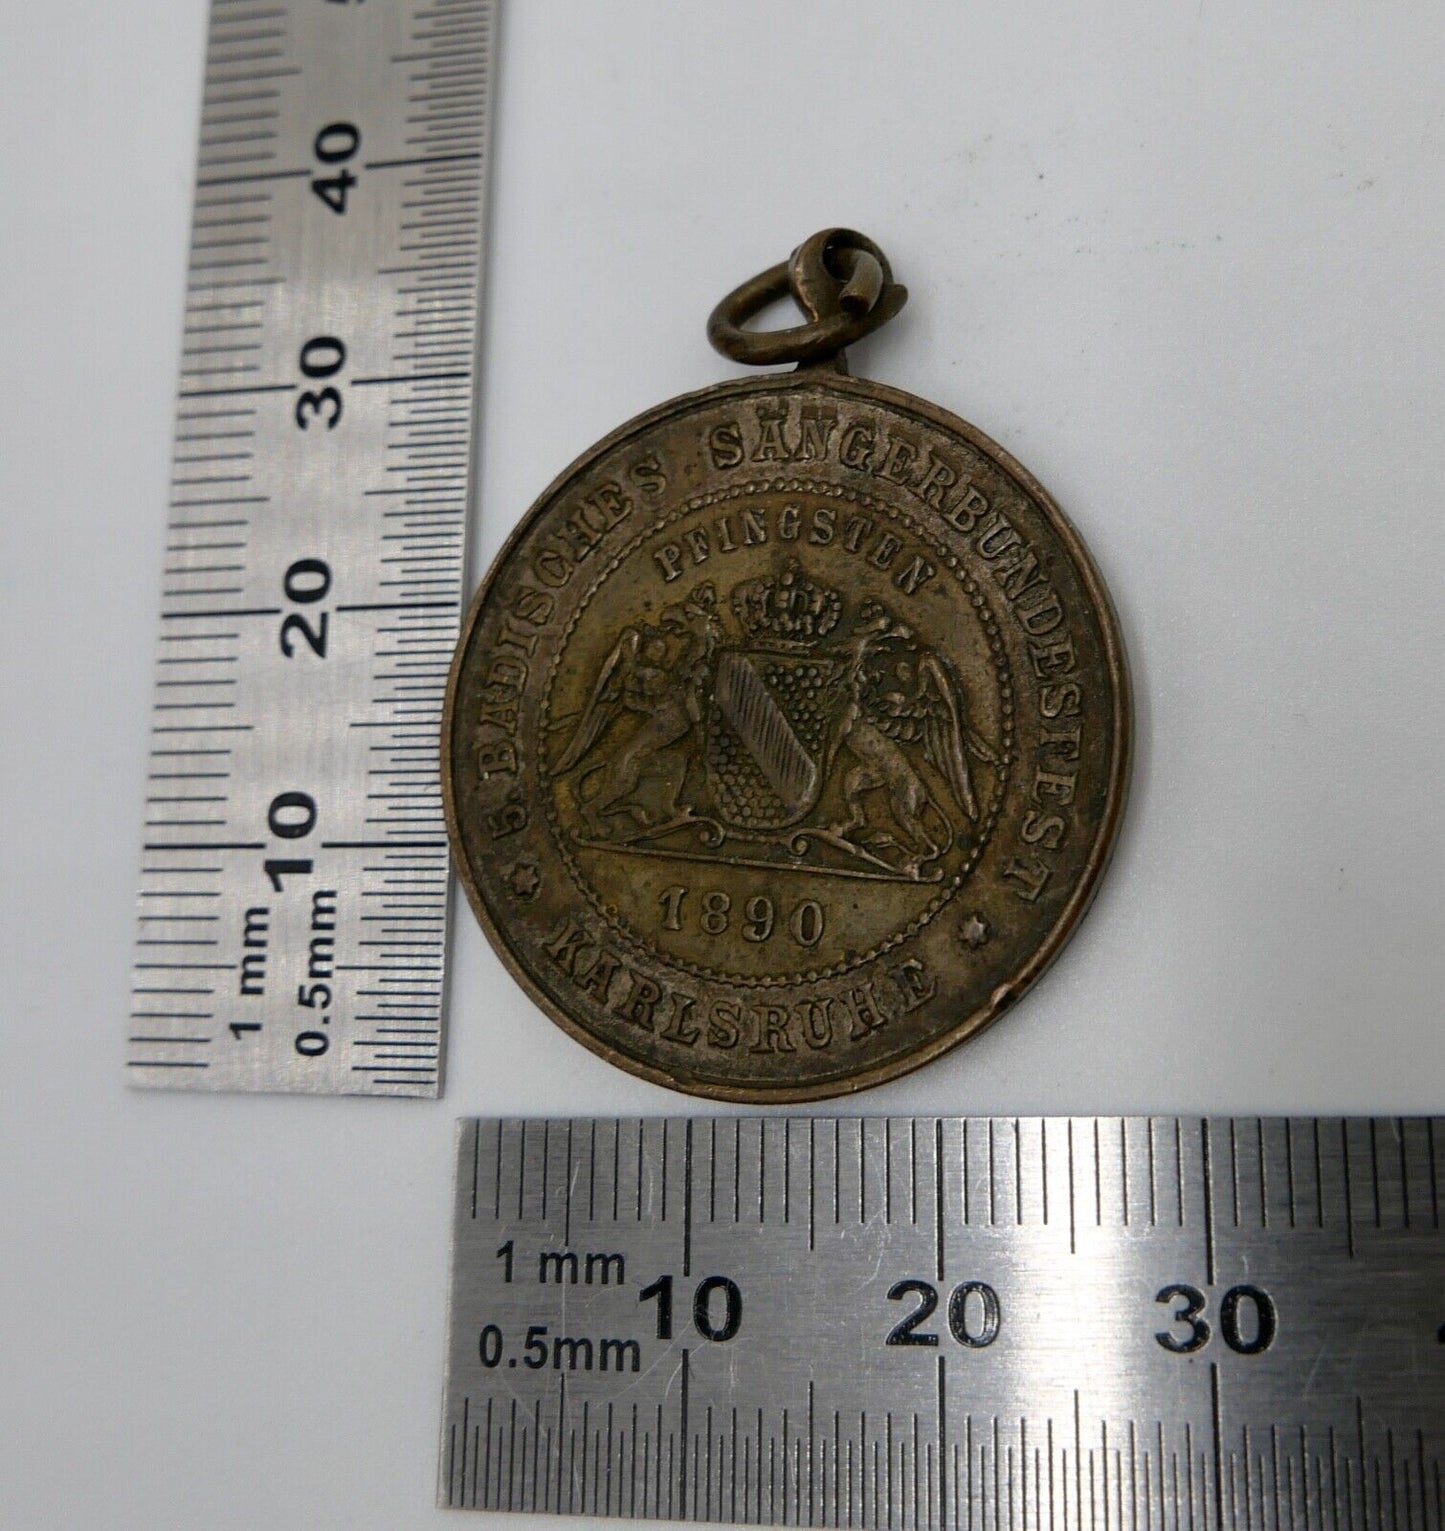 5. BADISCHES SÄNGERBUNDESFEST
PFINGSTEN
1890
KARLSRUHE
40
30
20
10
1 mm
0.5mm
1 mm
0.5mm
10
20
30